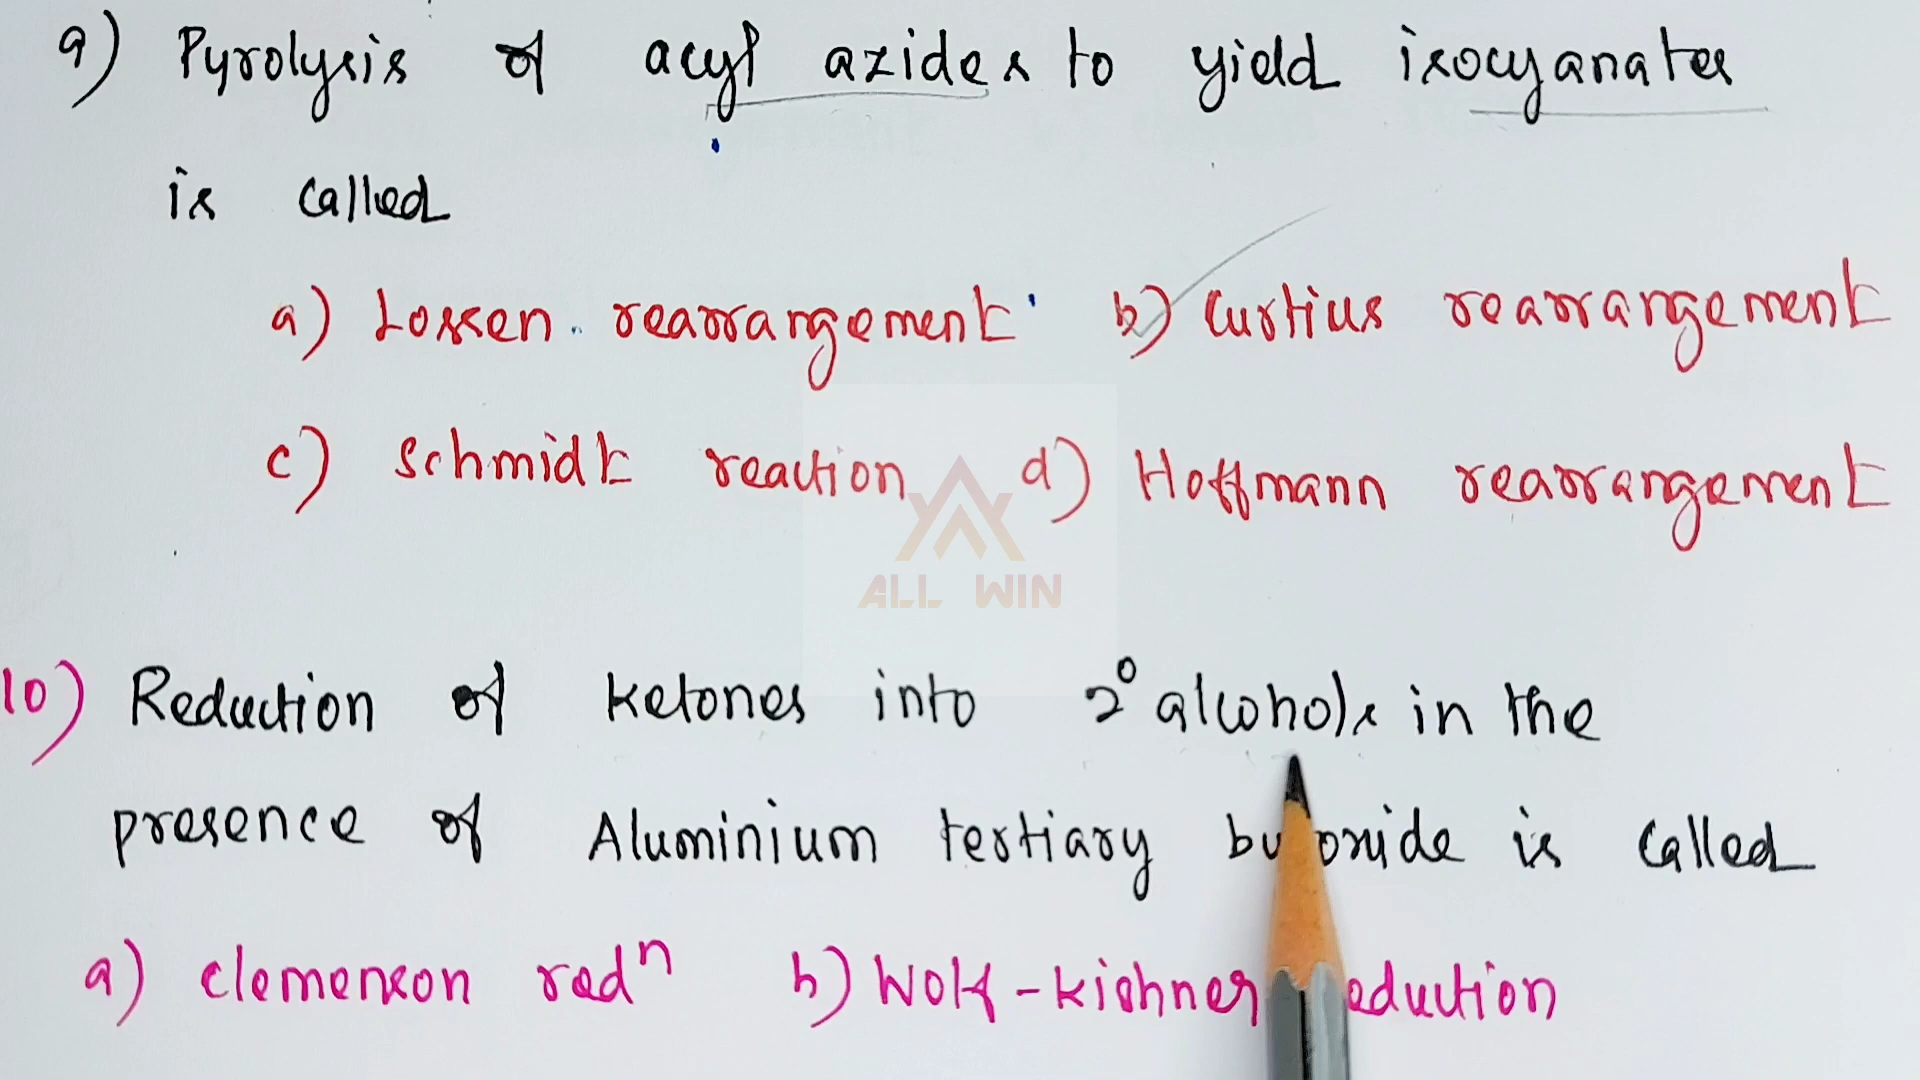 9) Pyrolysis of acyl azides to yield isocyanates
is called
a) Lossen rearrangement b) Curtius rearrangement
c) Schmidt reaction d) Hoffmann rearrangement
ALL WIN
10) Reduction of ketones into 2° alcohols in the
presence of Aluminium tertiary is called
a) Clemenson redn b) Wolf-kishner